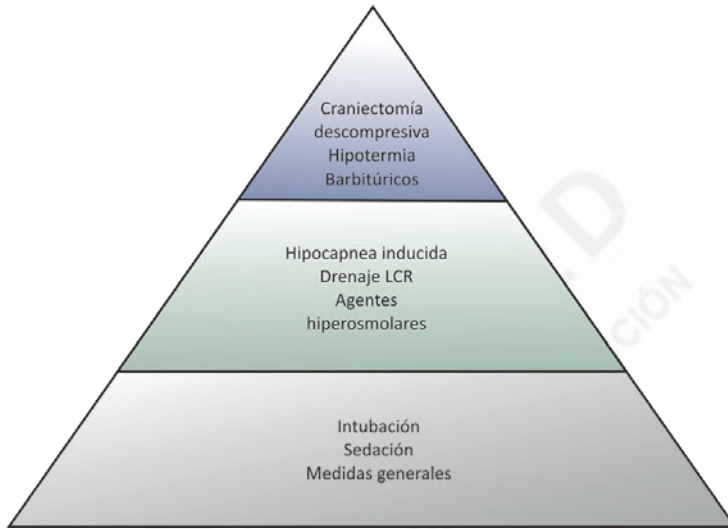 Craniectomía
descompresiva
Hipotermia
Barbitúricos
Hipocapnea inducida
Drenaje LCR
Agentes
hiperosmolares
Intubación
Sedación
Medidas generales